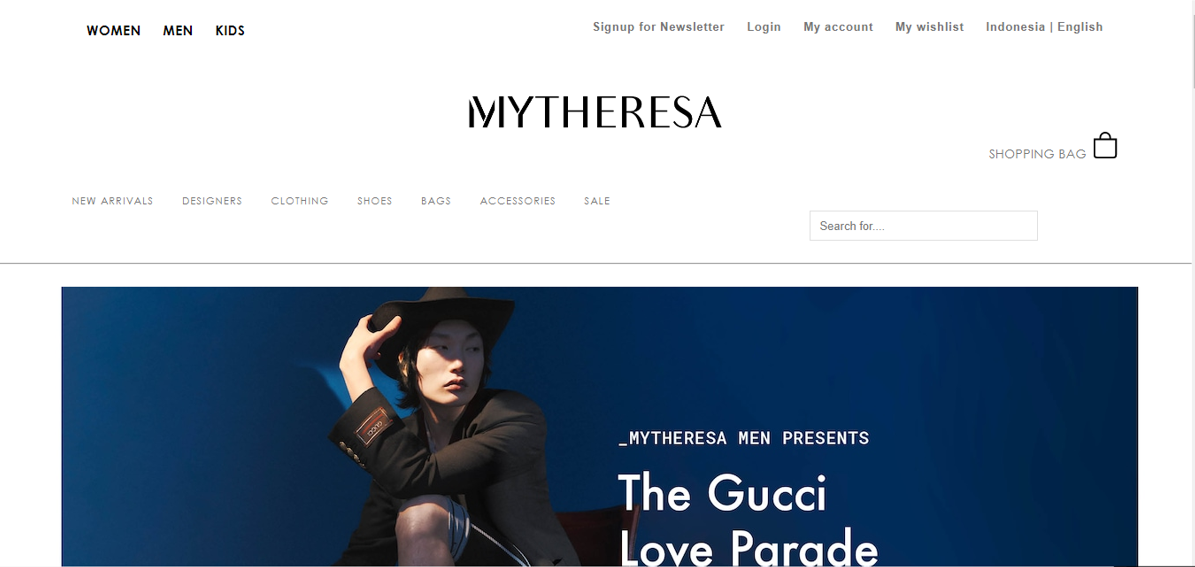 WOMEN MEN KIDS
Signup for Newsletter Login My account My wishlist Indonesia | English
MYTHERESA
SHOPPING BAG
NEW ARRIVALS DESIGNERS CLOTHING SHOES BAGS ACCESSORIES SALE
Search for....
GUCCI
_MYTHERESA MEN PRESENTS
The Gucci
Love Parade